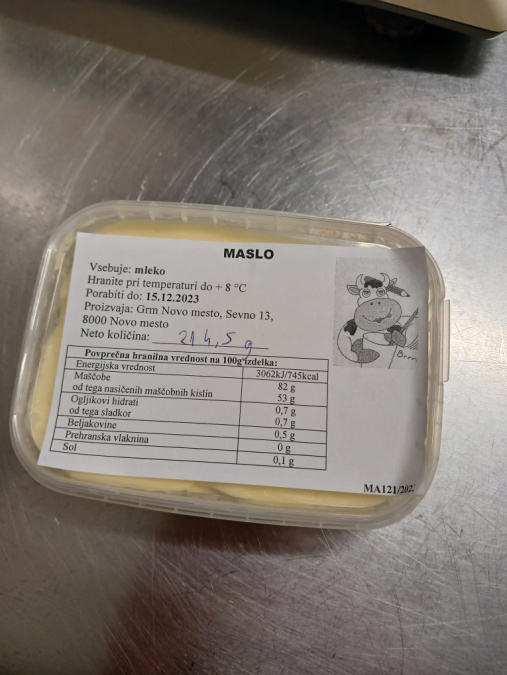 MASLO
Vsebuje: mleko
Hranite pri temperaturi do + 8 °C
Porabiti do: 15.12.2023
Proizvaja: Grm Novo mesto, Sevno 13,
8000 Novo mesto
Neto količina: 214,5 g
Povprečna hranilna vrednost na 100g izdelka:
Energijska vrednost 3062kJ/745kcal
Maščobe 82 g
od tega nasičenih maščobnih kislin 53 g
Ogljikovi hidrati 0,7 g
od tega sladkor 0,7 g
Beljakovine 0,5 g
Prehranska vlaknina 0 g
Sol 0,1 g
MA121/202